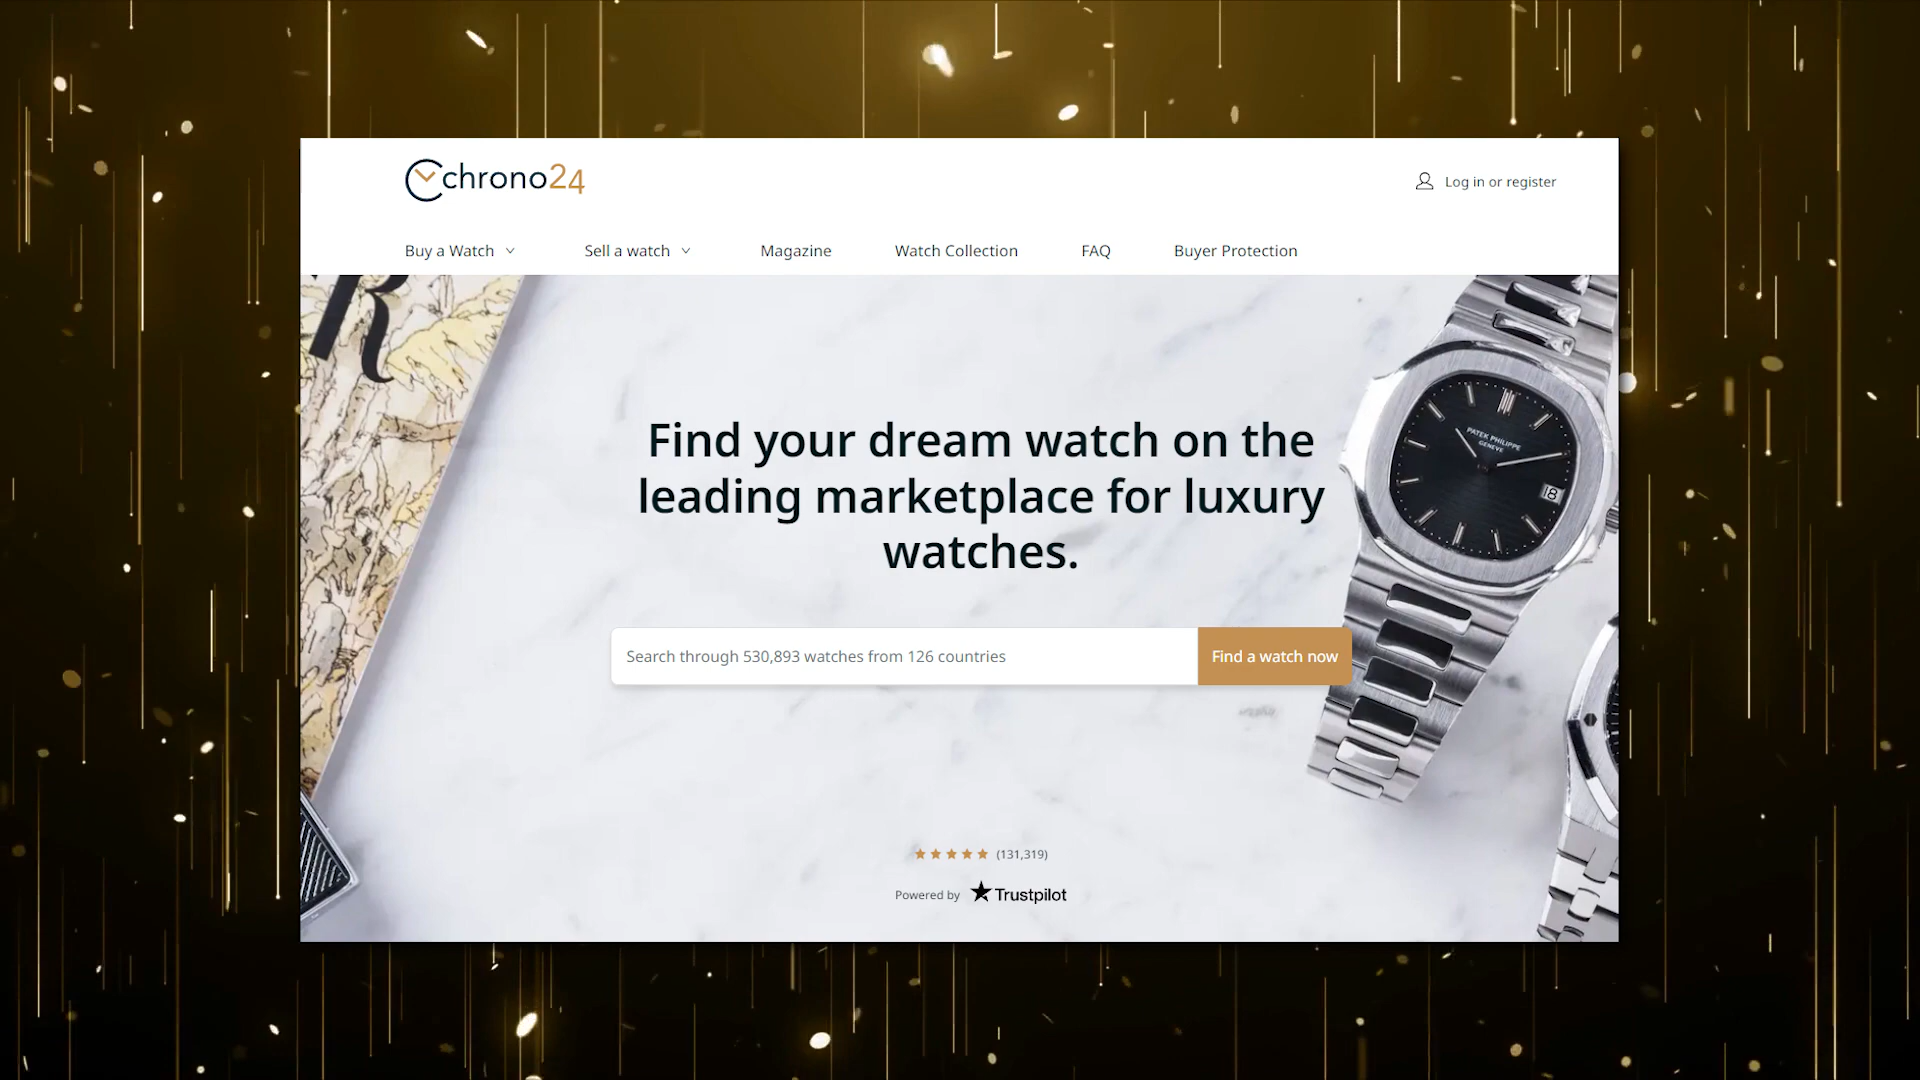 chrono24
Log in or register
Buy a Watch
Sell a watch
Magazine
Watch Collection
FAQ
Buyer Protection
R
Find your dream watch on the
leading marketplace for luxury
watches.
PATEK PHILIPPE
GENEVE
18
Search through 530,893 watches from 126 countries
Find a watch now
(131,319)
Powered by Trustpilot